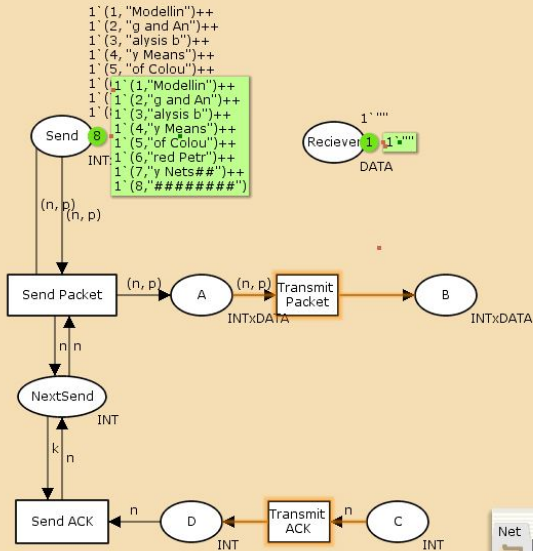 1`(1, "Modellin")++
1`(2, "g and An")++
1`(3, "alysis b")++
1`(4, "y Means")++
1`(5, "of Colou")++
1`(
1`(
1`(
1`(1,"Modellin")++
1`(2,"g and An")++
1`(3,"alysis b")++
1`(4,"y Means")++
1`(5,"of Colou")++
1`(6,"red Petr")++
1`(7,"y Nets##")++
1`(8,"########")
Send
8
INT
1`""
Reciever
1
1`""
DATA
(n, p)
(n, p)
Send Packet
(n, p)
A
INTxDATA
(n, p)
Transmit
Packet
B
INTxDATA
n
n
NextSend
INT
k
n
Send ACK
n
D
INT
Transmit
ACK
n
C
INT
Net